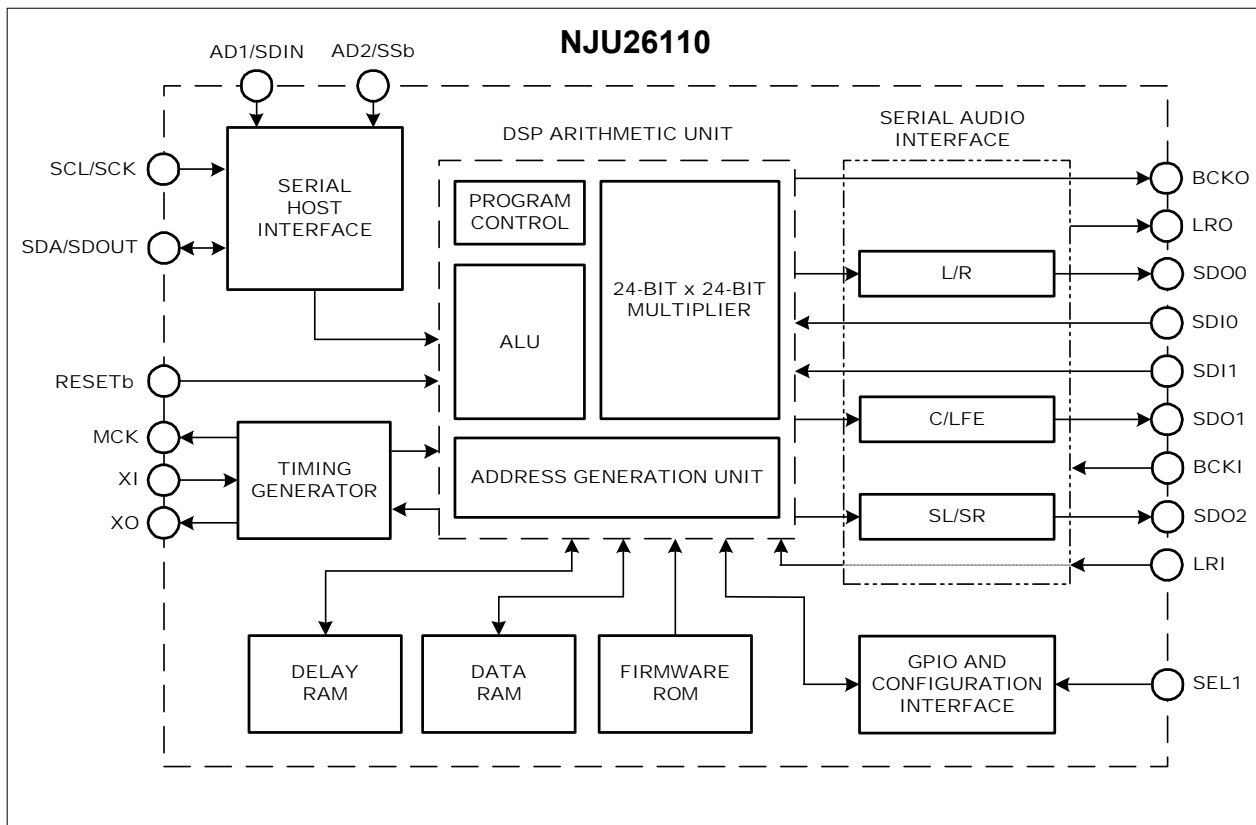 NJU26110
AD1/SDIN
AD2/SSb
SCL/SCK
SDA/SDOUT
RESETb
MCK
XI
XO
SERIAL
HOST
INTERFACE
TIMING
GENERATOR
DSP ARITHMETIC UNIT
PROGRAM
CONTROL
ALU
24-BIT x 24-BIT
MULTIPLIER
ADDRESS GENERATION UNIT
SERIAL AUDIO
INTERFACE
L/R
C/LFE
SL/SR
BCKO
LRO
SDO0
SDI0
SDI1
SDO1
BCKI
SDO2
LRI
SEL1
DELAY
RAM
DATA
RAM
FIRMWARE
ROM
GPIO AND
CONFIGURATION
INTERFACE